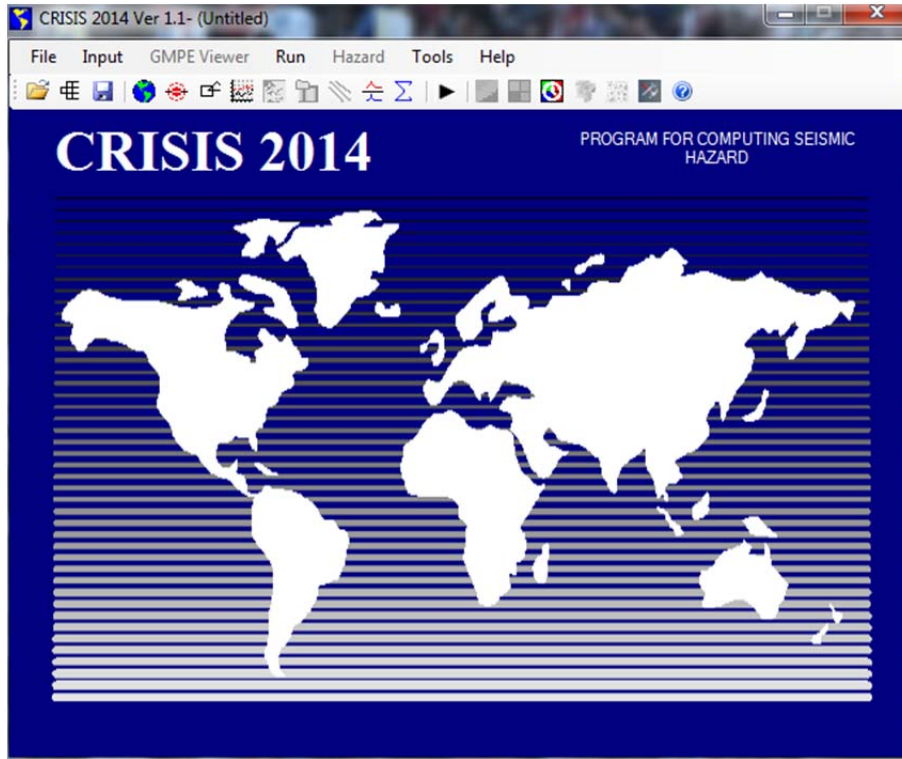 CRISIS 2014 Ver 1.1- (Untitled)
File Input GMPE Viewer Run Hazard Tools Help
CRISIS 2014
PROGRAM FOR COMPUTING SEISMIC
HAZARD